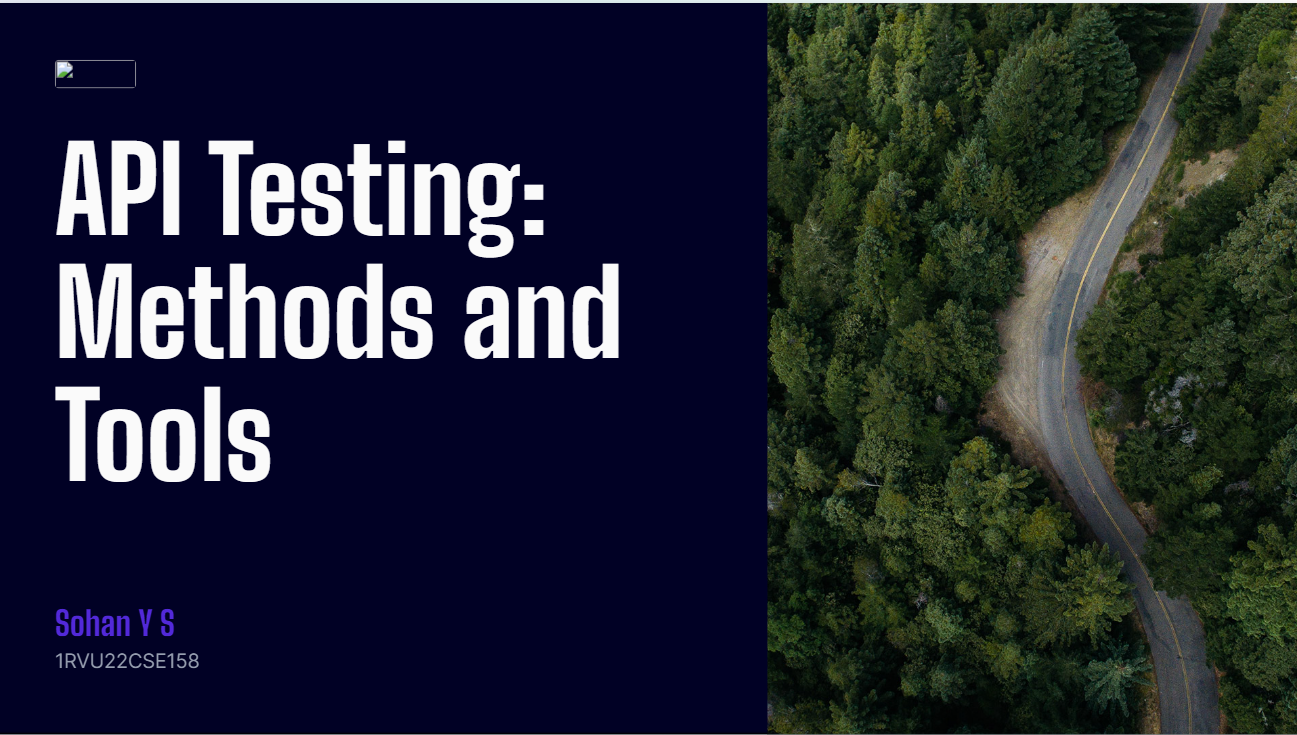 API Testing:
Methods and
Tools
Sohan Y S
1RVU22CSE158